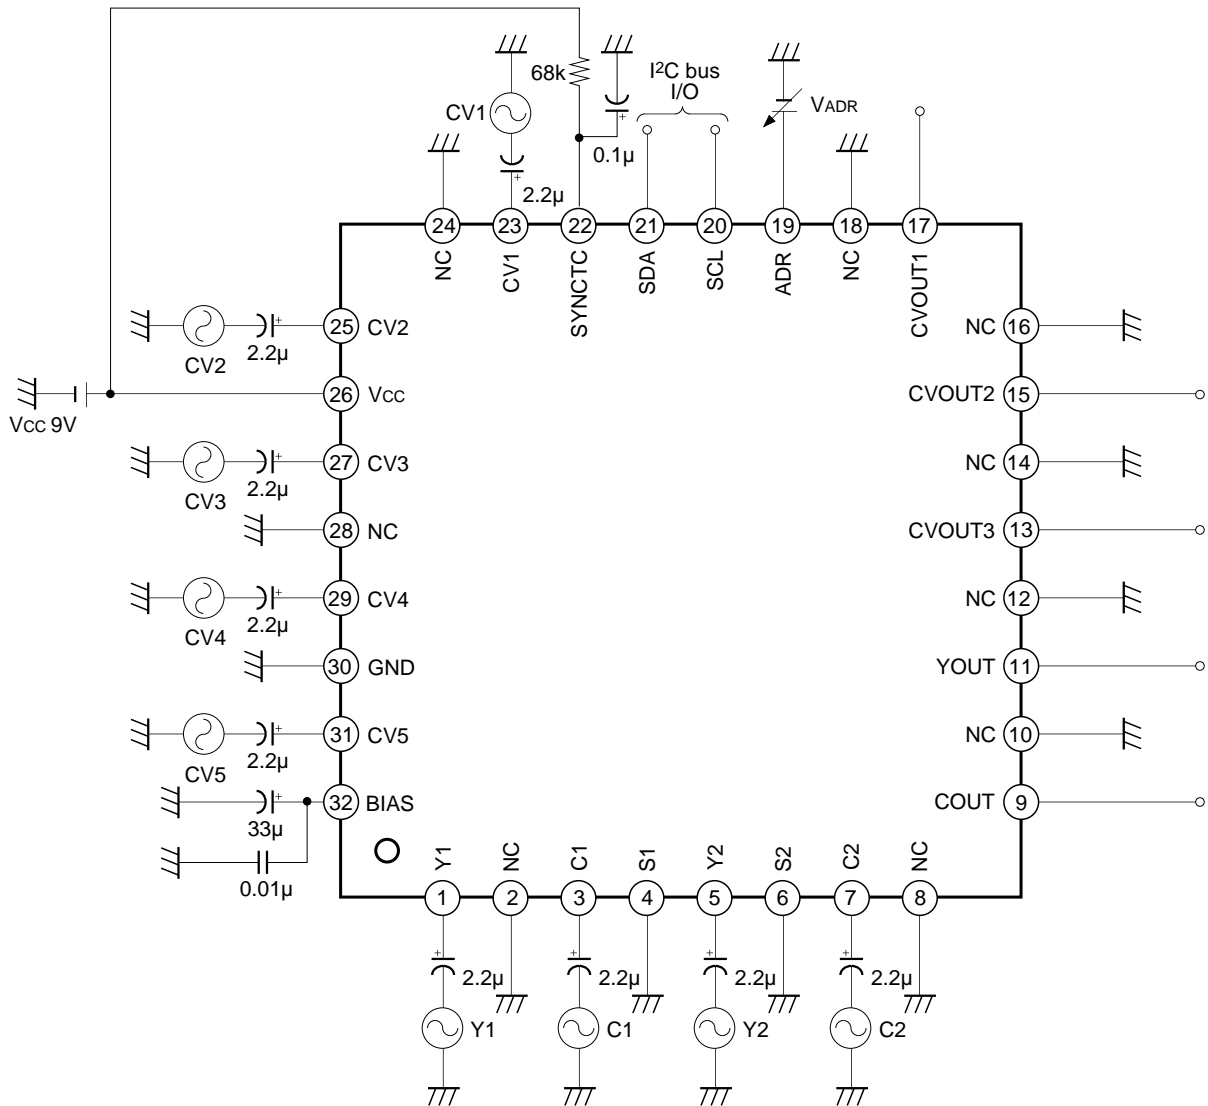 68k
I²C bus
I/O
CV1
VADR
0.1µ
2.2µ
24
23
22
21
20
19
18
17
NC
CV1
SYNCTC
SDA
SCL
ADR
NC
CVOUT1
25
CV2
CV2
2.2µ
NC
16
26
VCC
VCC 9V
CVOUT2
15
27
CV3
CV3
2.2µ
NC
14
28
NC
CVOUT3
13
29
CV4
CV4
2.2µ
NC
12
30
GND
YOUT
11
31
CV5
CV5
2.2µ
NC
10
32
BIAS
33µ
0.01µ
COUT
9
Y1
NC
C1
S1
Y2
S2
C2
NC
1
2
3
4
5
6
7
8
2.2µ
2.2µ
2.2µ
2.2µ
Y1
C1
Y2
C2